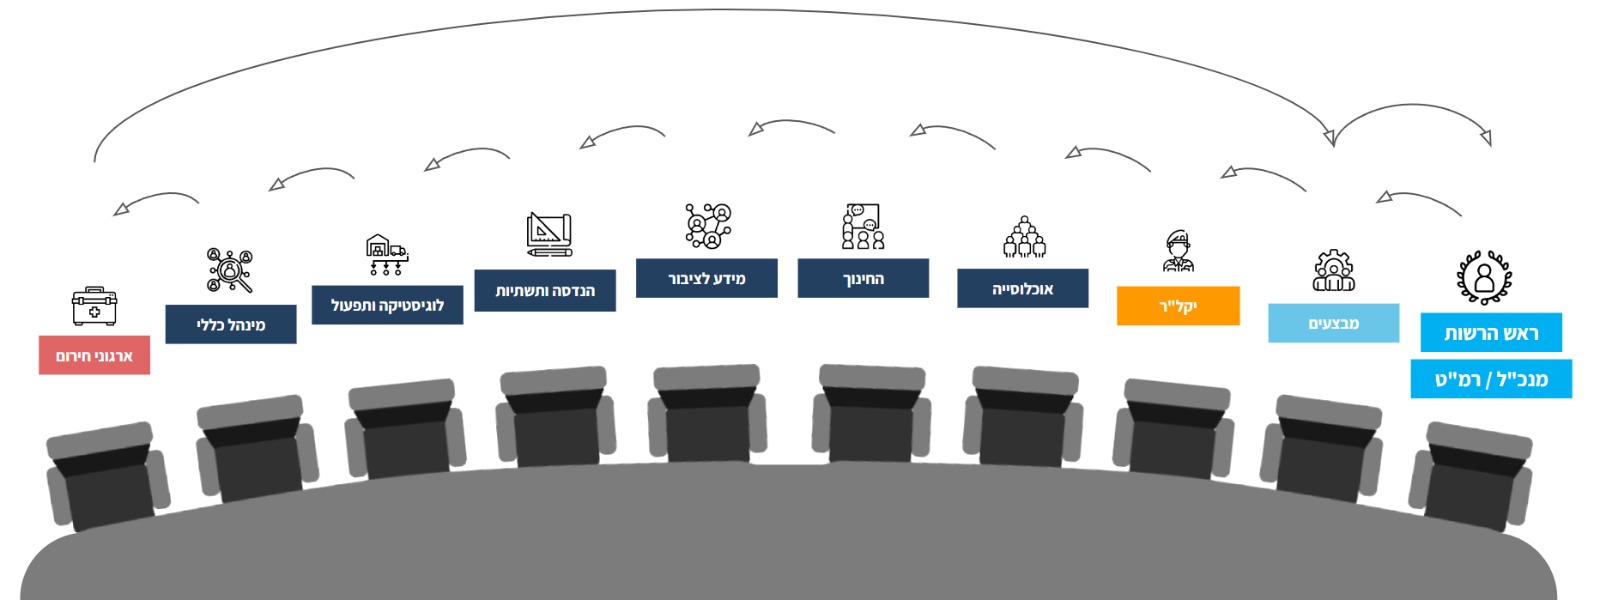 ראש הרשות
מנכ"ל / רמ"ט
מבצעים
יקל"ר
אוכלוסייה
החינוך
מידע לציבור
הנדסה ותשתיות
לוגיסטיקה ותפעול
מינהל כללי
ארגוני חירום